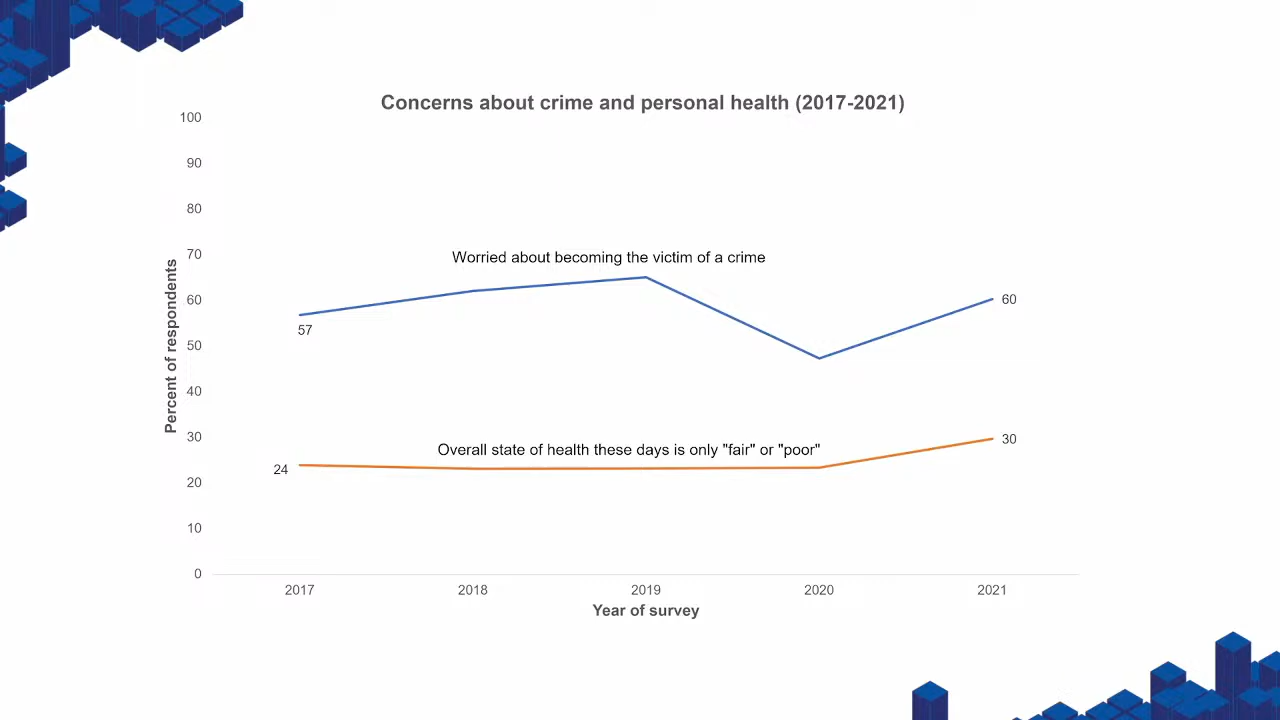 Concerns about crime and personal health (2017-2021)
100
90
80
70
60
50
40
30
20
10
0
Percent of respondents
Worried about becoming the victim of a crime
57
60
Overall state of health these days is only "fair" or "poor"
24
30
2017 2018 2019 2020 2021
Year of survey